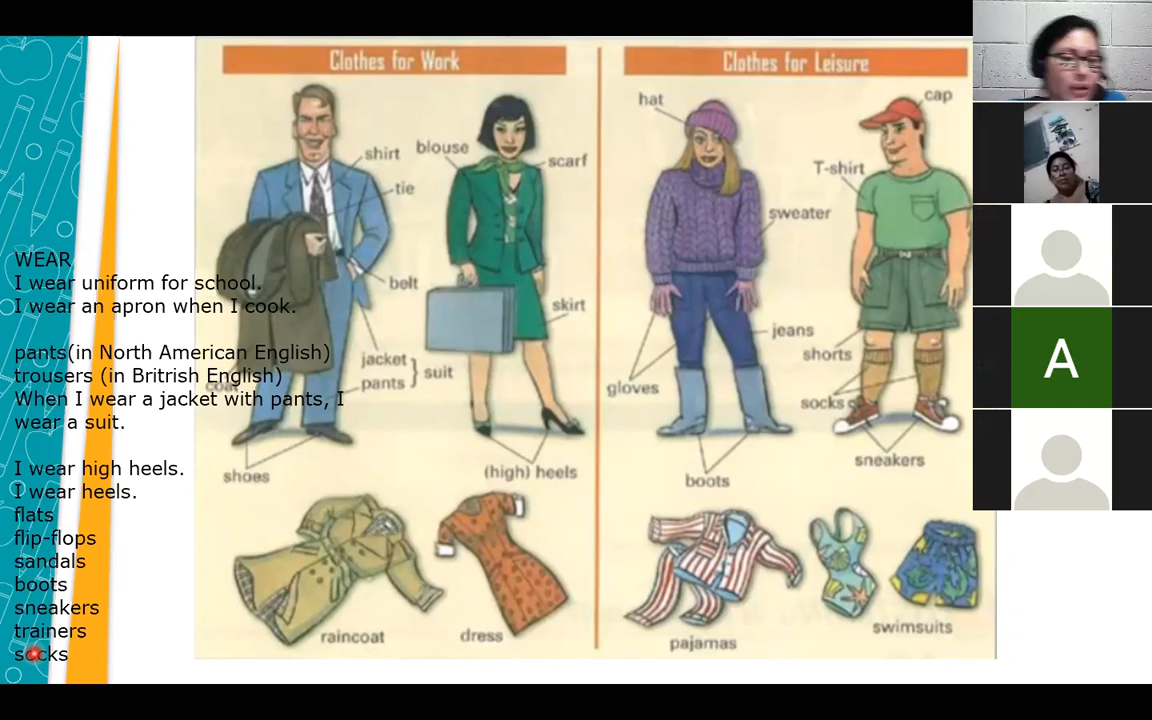 Clothes for Work
Clothes for Leisure
shirt
blouse
scarf
tie
belt
skirt
jacket
pants
suit
coat
shoes
(high) heels
raincoat
dress
hat
cap
T-shirt
sweater
jeans
shorts
gloves
socks
sneakers
boots
pajamas
swimsuits
WEAR
I wear uniform for school.
I wear an apron when I cook.
pants(in North American English)
trousers (in Britrish English)
When I wear a jacket with pants, I
wear a suit.
I wear high heels.
I wear heels.
flats
flip-flops
sandals
boots
sneakers
trainers
socks
A